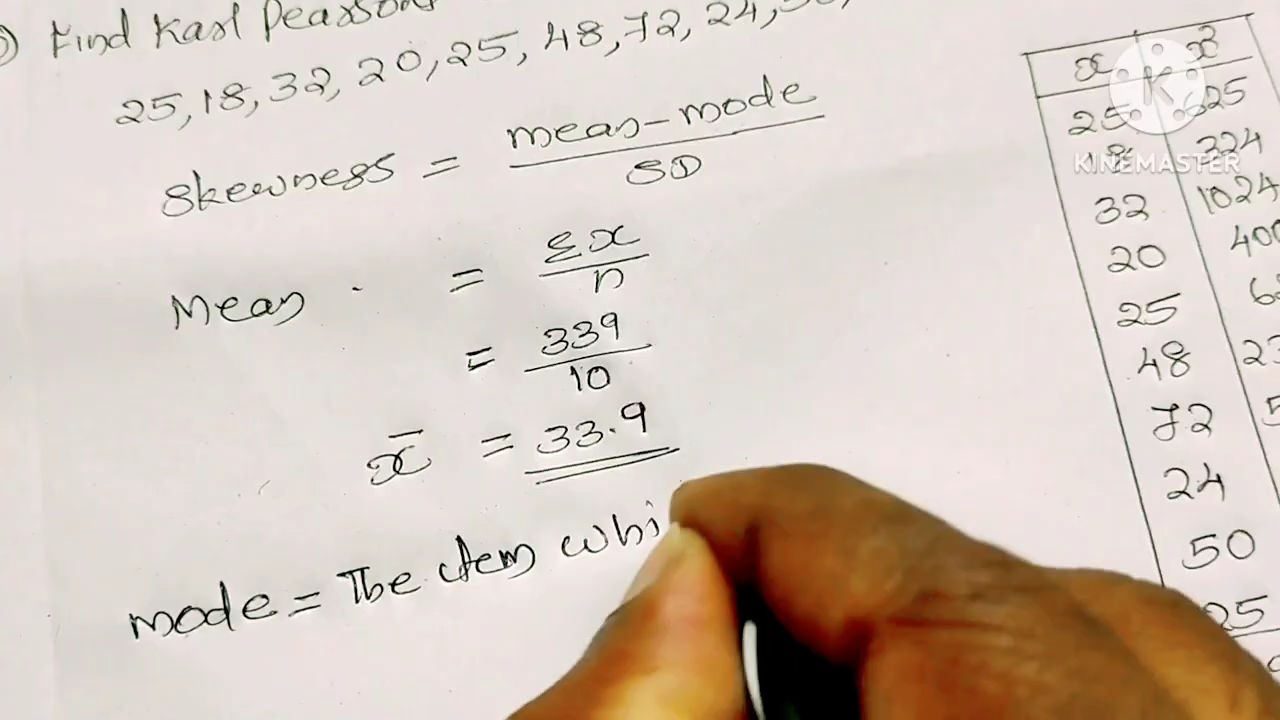 Find Karl Pearsons
25, 18, 32, 20, 25, 48, 72, 24,
Skewness = mean - mode / SD
Mean = Σx / n
= 339 / 10
x̄ = 33.9
mode = The item whi
x x²
25 625
18 324
32 1024
20 400
25
48
72
24
50
25
K
KINEMASTER